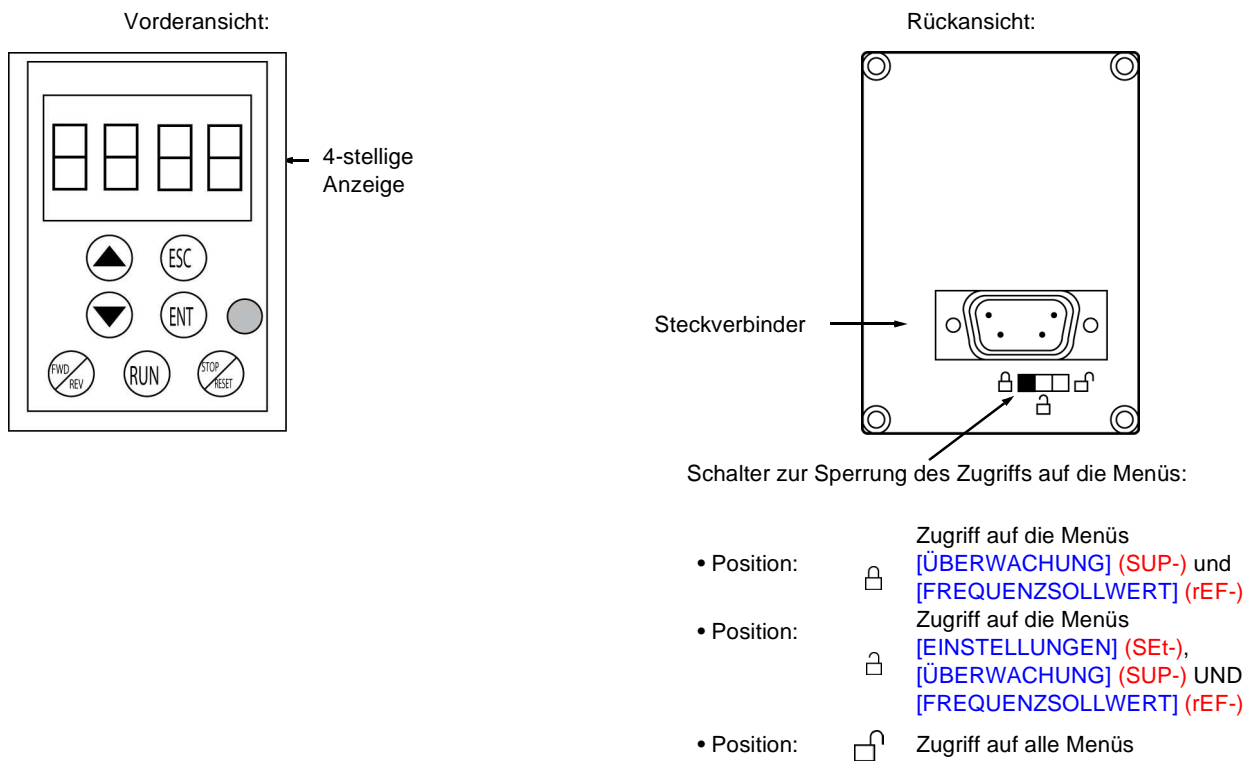 Vorderansicht:
4-stellige
Anzeige
ESC
ENT
FWD
REV
RUN
STOP
RESET
Rückansicht:
Steckverbinder
Schalter zur Sperrung des Zugriffs auf die Menüs:
• Position:
Zugriff auf die Menüs
[ÜBERWACHUNG] (SUP-) und
[FREQUENZSOLLWERT] (rEF-)
• Position:
Zugriff auf die Menüs
[EINSTELLUNGEN] (SEt-),
[ÜBERWACHUNG] (SUP-) UND
[FREQUENZSOLLWERT] (rEF-)
• Position:
Zugriff auf alle Menüs